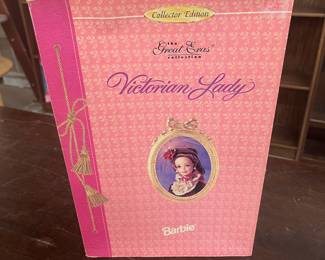 Collector Edition
the
Great Eras
collection
Victorian Lady
Barbie